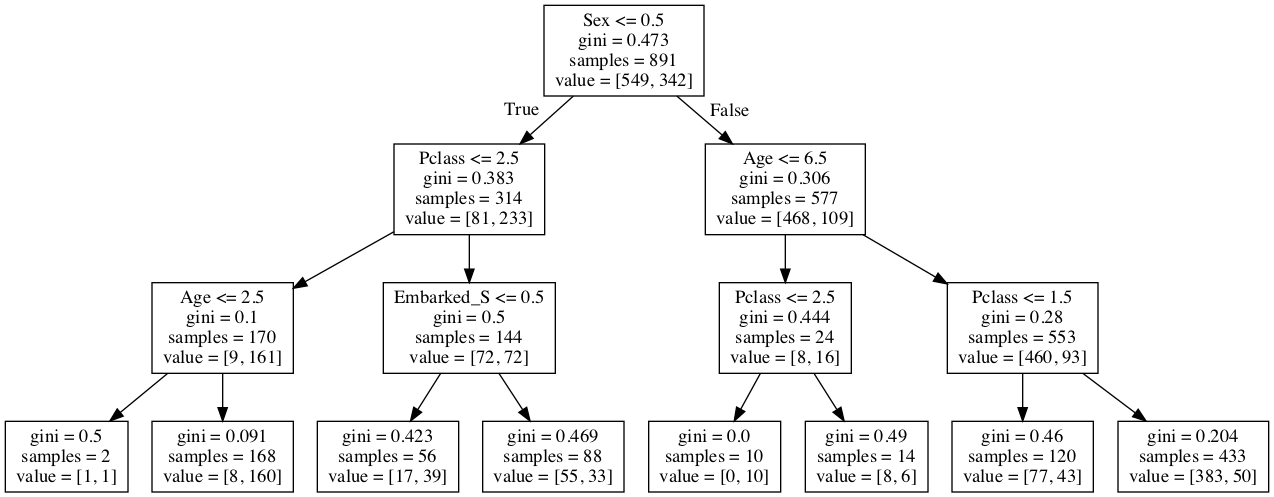 Sex <= 0.5
gini = 0.473
samples = 891
value = [549, 342]
True
False
Pclass <= 2.5
gini = 0.383
samples = 314
value = [81, 233]
Age <= 6.5
gini = 0.306
samples = 577
value = [468, 109]
Age <= 2.5
gini = 0.1
samples = 170
value = [9, 161]
Embarked_S <= 0.5
gini = 0.5
samples = 144
value = [72, 72]
Pclass <= 2.5
gini = 0.444
samples = 24
value = [8, 16]
Pclass <= 1.5
gini = 0.28
samples = 553
value = [460, 93]
gini = 0.5
samples = 2
value = [1, 1]
gini = 0.091
samples = 168
value = [8, 160]
gini = 0.423
samples = 56
value = [17, 39]
gini = 0.469
samples = 88
value = [55, 33]
gini = 0.0
samples = 10
value = [0, 10]
gini = 0.49
samples = 14
value = [8, 6]
gini = 0.46
samples = 120
value = [77, 43]
gini = 0.204
samples = 433
value = [383, 50]